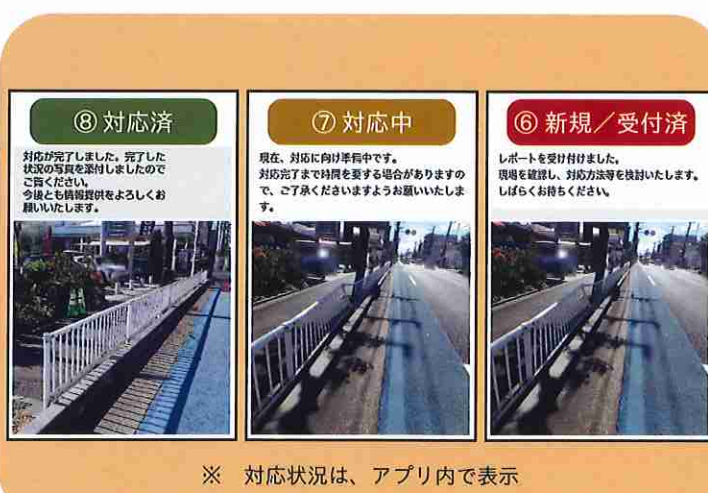 ⑧ 対応済
対応が完了しました。完了した
状況の写真を添付しましたので
ご覧ください。
今後とも情報提供をよろしくお
願いいたします。
⑦ 対応中
現在、対応に向け準備中です。
対応完了まで時間を要する場合がありますの
で、ご了承くださいますようお願いいたしま
す。
⑥ 新規／受付済
レポートを受け付けました。
現場を確認し、対応方法等を検討いたします。
しばらくお待ちください。
※ 対応状況は、アプリ内で表示